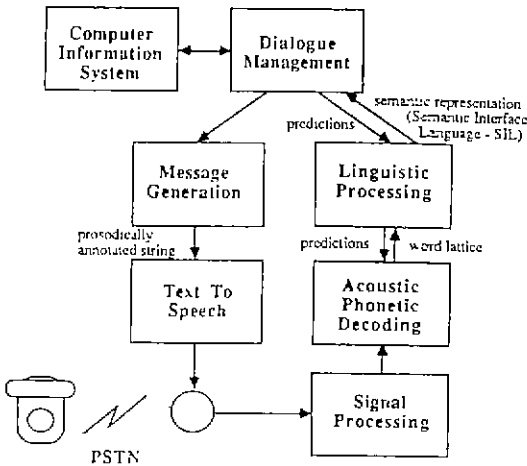 Computer
Information
System
Dialogue
Management
semantic representation
(Semantic Interface
Language - SIL)
predictions
Message
Generation
Linguistic
Processing
prosodically
annotated string
predictions
word lattice
Text To
Speech
Acoustic
Phonetic
Decoding
Signal
Processing
PSTN